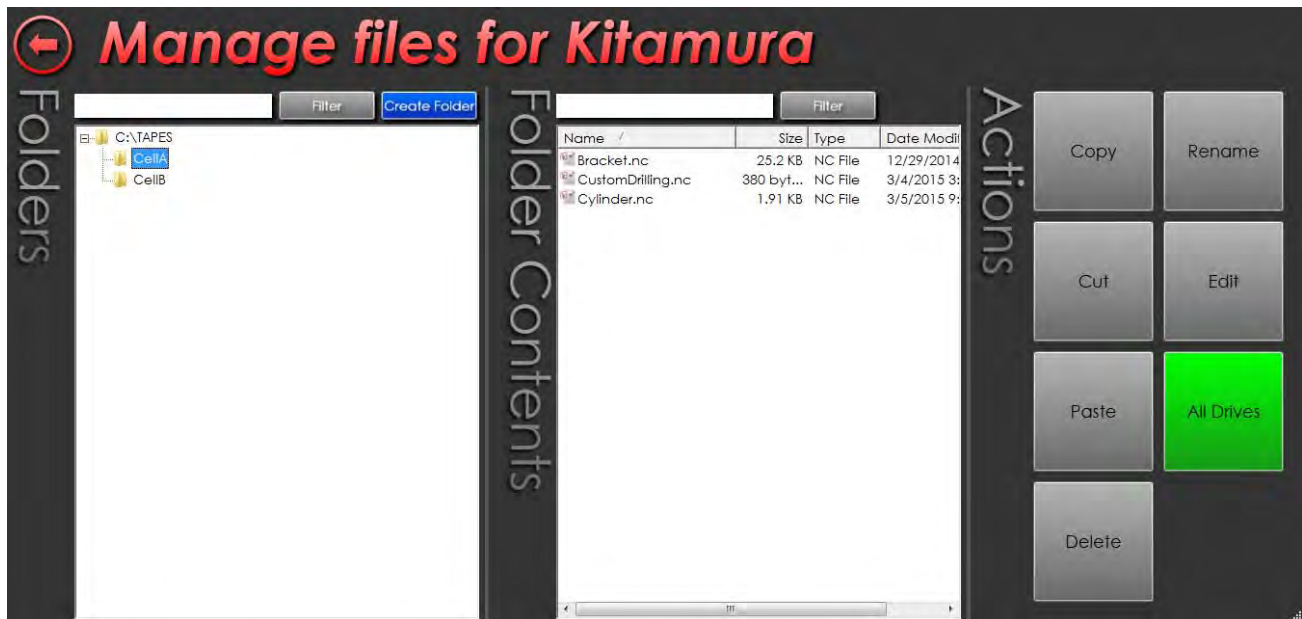 Manage files for Kitamura
Folders
Filter
Create Folder
C:\TAPES
CellA
CellB
Folder Contents
Filter
Name Size Type Date Modif
Bracket.nc 25.2 KB NC File 12/29/2014
CustomDrilling.nc 380 byt... NC File 3/4/2015 3:
Cylinder.nc 1.91 KB NC File 3/5/2015 9:
Actions
Copy
Rename
Cut
Edit
Paste
All Drives
Delete